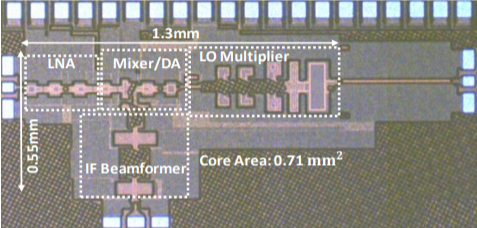 1.3mm
LNA
Mixer/DA
LO Multiplier
0.55mm
IF Beamformer
Core Area: 0.71 mm²